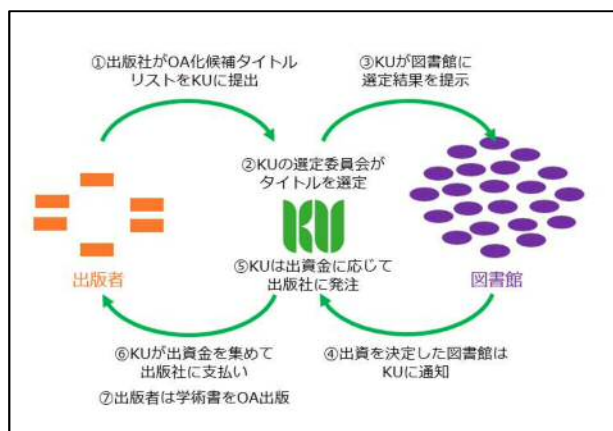 ①出版社がOA化候補タイトル
リストをKUに提出
③KUが図書館に
選定結果を提示
②KUの選定委員会が
タイトルを選定
KU
⑤KUは出資金に応じて
出版社に発注
出版者
図書館
⑥KUが出資金を集めて
出版社に支払い
④出資を決定した図書館は
KUに通知
⑦出版者は学術書をOA出版